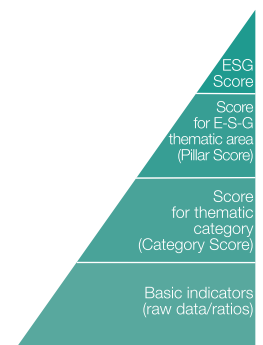 ESG
Score
Score
for E-S-G
thematic area
(Pillar Score)
Score
for thematic
category
(Category Score)
Basic indicators
(raw data/ratios)